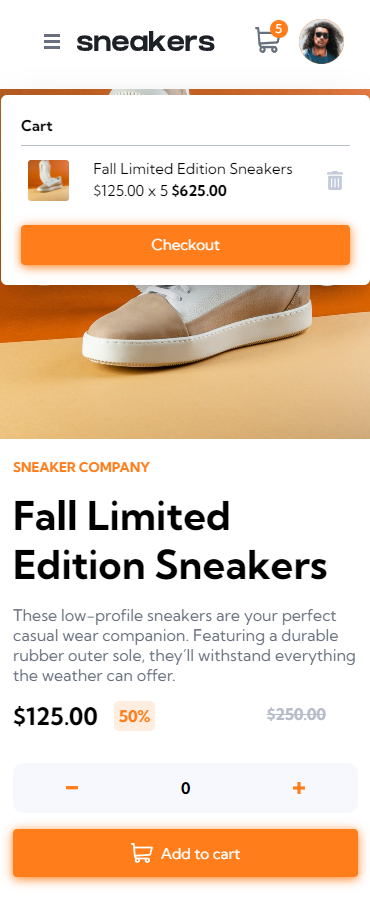 sneakers
5
Cart
Fall Limited Edition Sneakers
$125.00 x 5 $625.00
Checkout
SNEAKER COMPANY
Fall Limited
Edition Sneakers
These low-profile sneakers are your perfect
casual wear companion. Featuring a durable
rubber outer sole, they´ll withstand everything
the weather can offer.
$125.00 50% $250.00
− 0 +
Add to cart